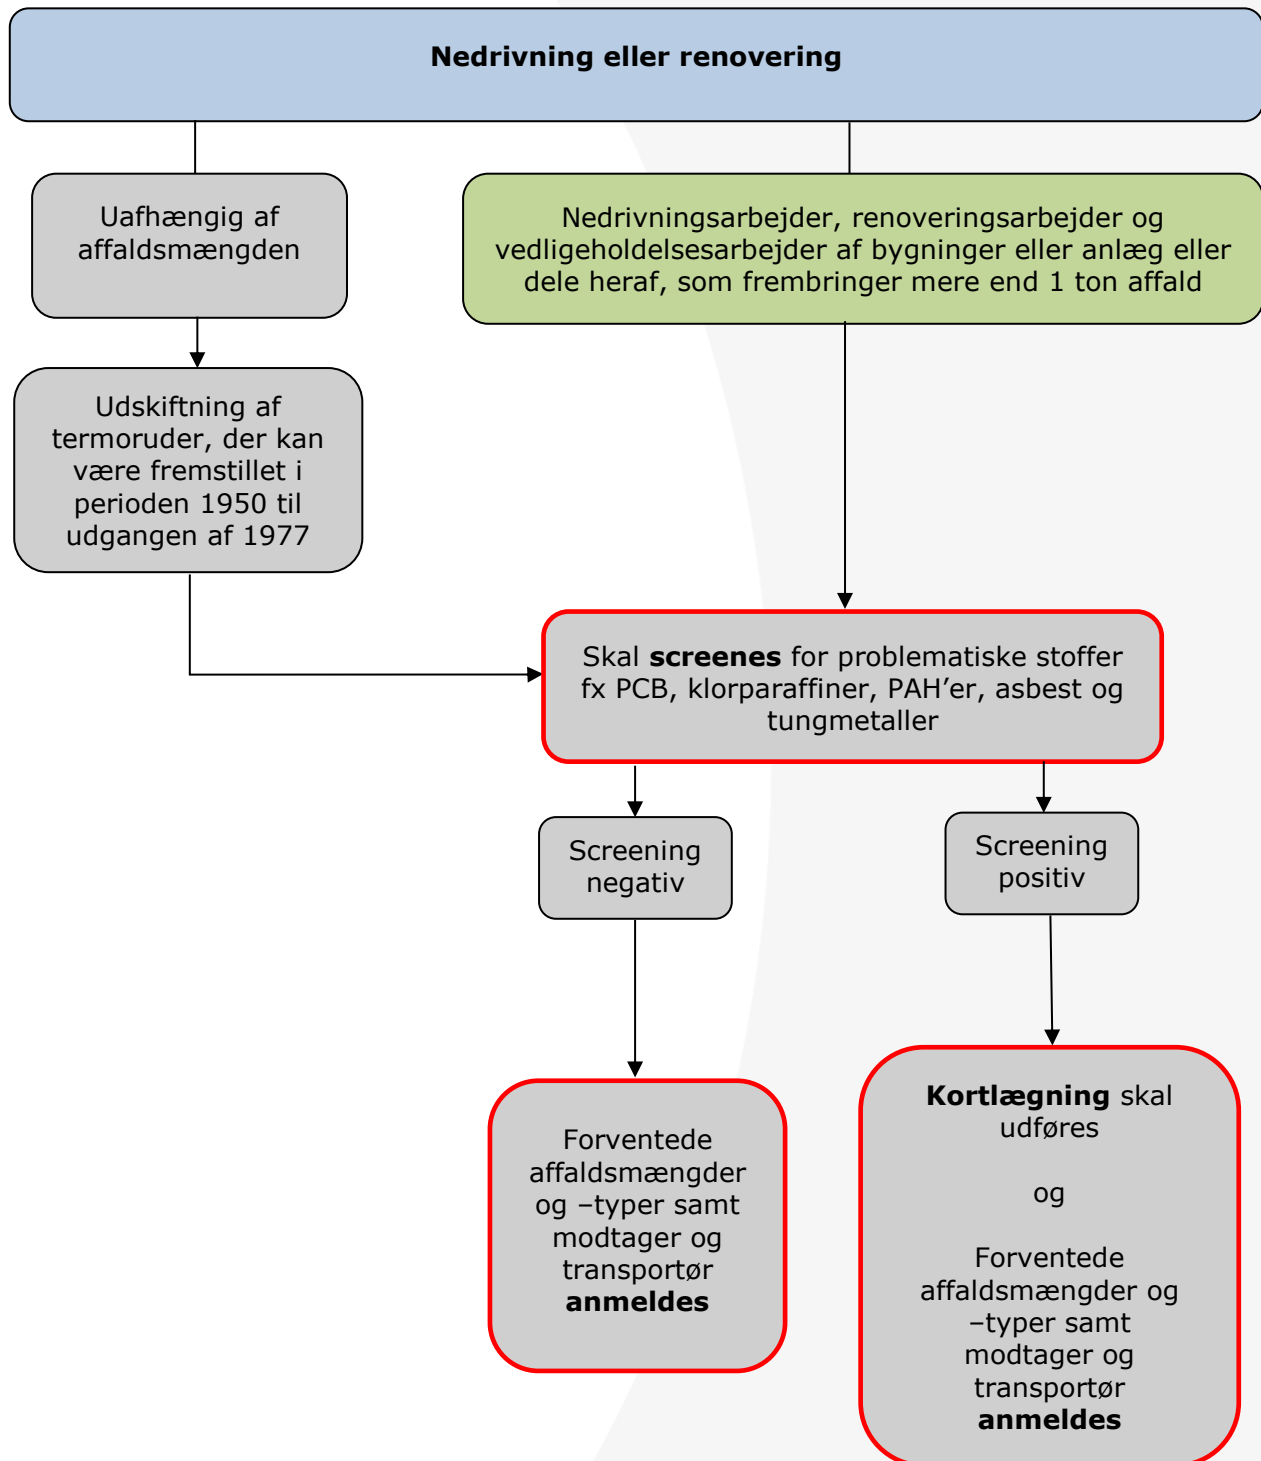 Nedrivning eller renovering
Uafhængig af
affaldsmængden
Nedrivningsarbejder, renoveringsarbejder og
vedligeholdelsesarbejder af bygninger eller anlæg eller
dele heraf, som frembringer mere end 1 ton affald
Udskiftning af
termoruder, der kan
være fremstillet i
perioden 1950 til
udgangen af 1977
Skal screenes for problematiske stoffer
fx PCB, klorparaffiner, PAH’er, asbest og
tungmetaller
Screening
negativ
Screening
positiv
Forventede
affaldsmængder
og –typer samt
modtager og
transportør
anmeldes
Kortlægning skal
udføres
og
Forventede
affaldsmængder og
–typer samt
modtager og
transportør
anmeldes